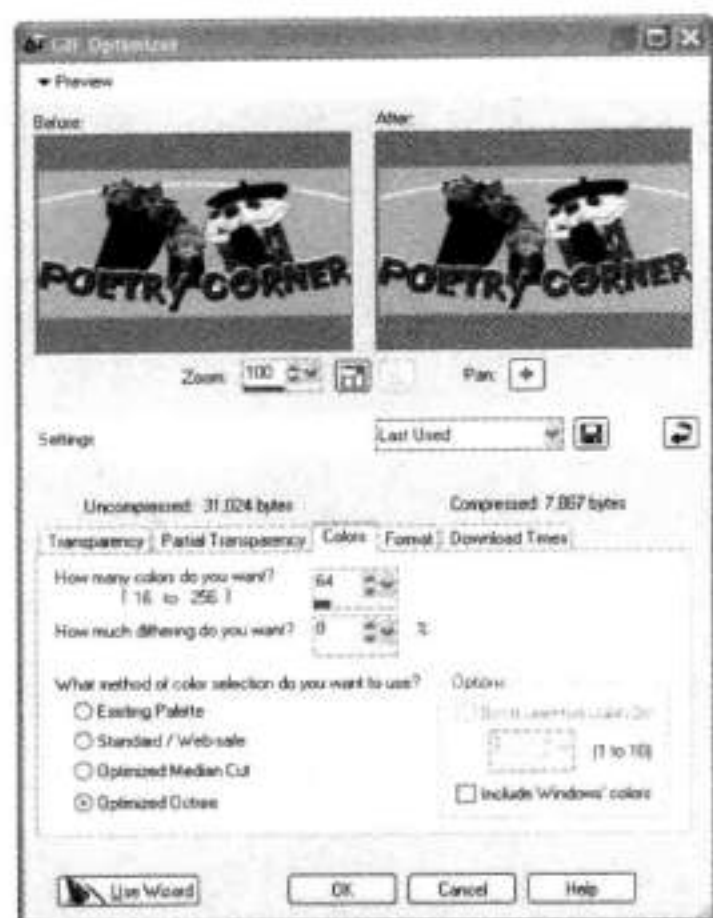 Gif Optimizer
Preview
Before:
After:
POETRY CORNER
POETRY CORNER
Zoom: 100
Pan:
Settings
Last Used
Uncompressed: 31,024 bytes
Compressed: 7,867 bytes
Transparency
Partial Transparency
Colors
Format
Download Times
How many colors do you want? 64
[ 16 to 256 ]
How much dithering do you want? 0 %
What method of color selection do you want to use?
Options
Existing Palette
Standard / Web-safe
(1 to 10)
Optimized Median Cut
Optimized Octree
Include Windows' colors
Use Wizard
OK
Cancel
Help